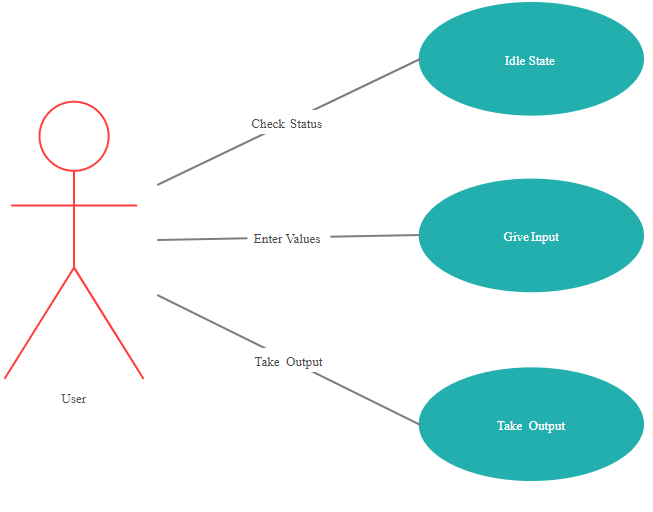 Idle State
Check Status
Enter Values
Give Input
Take Output
User
Take Output